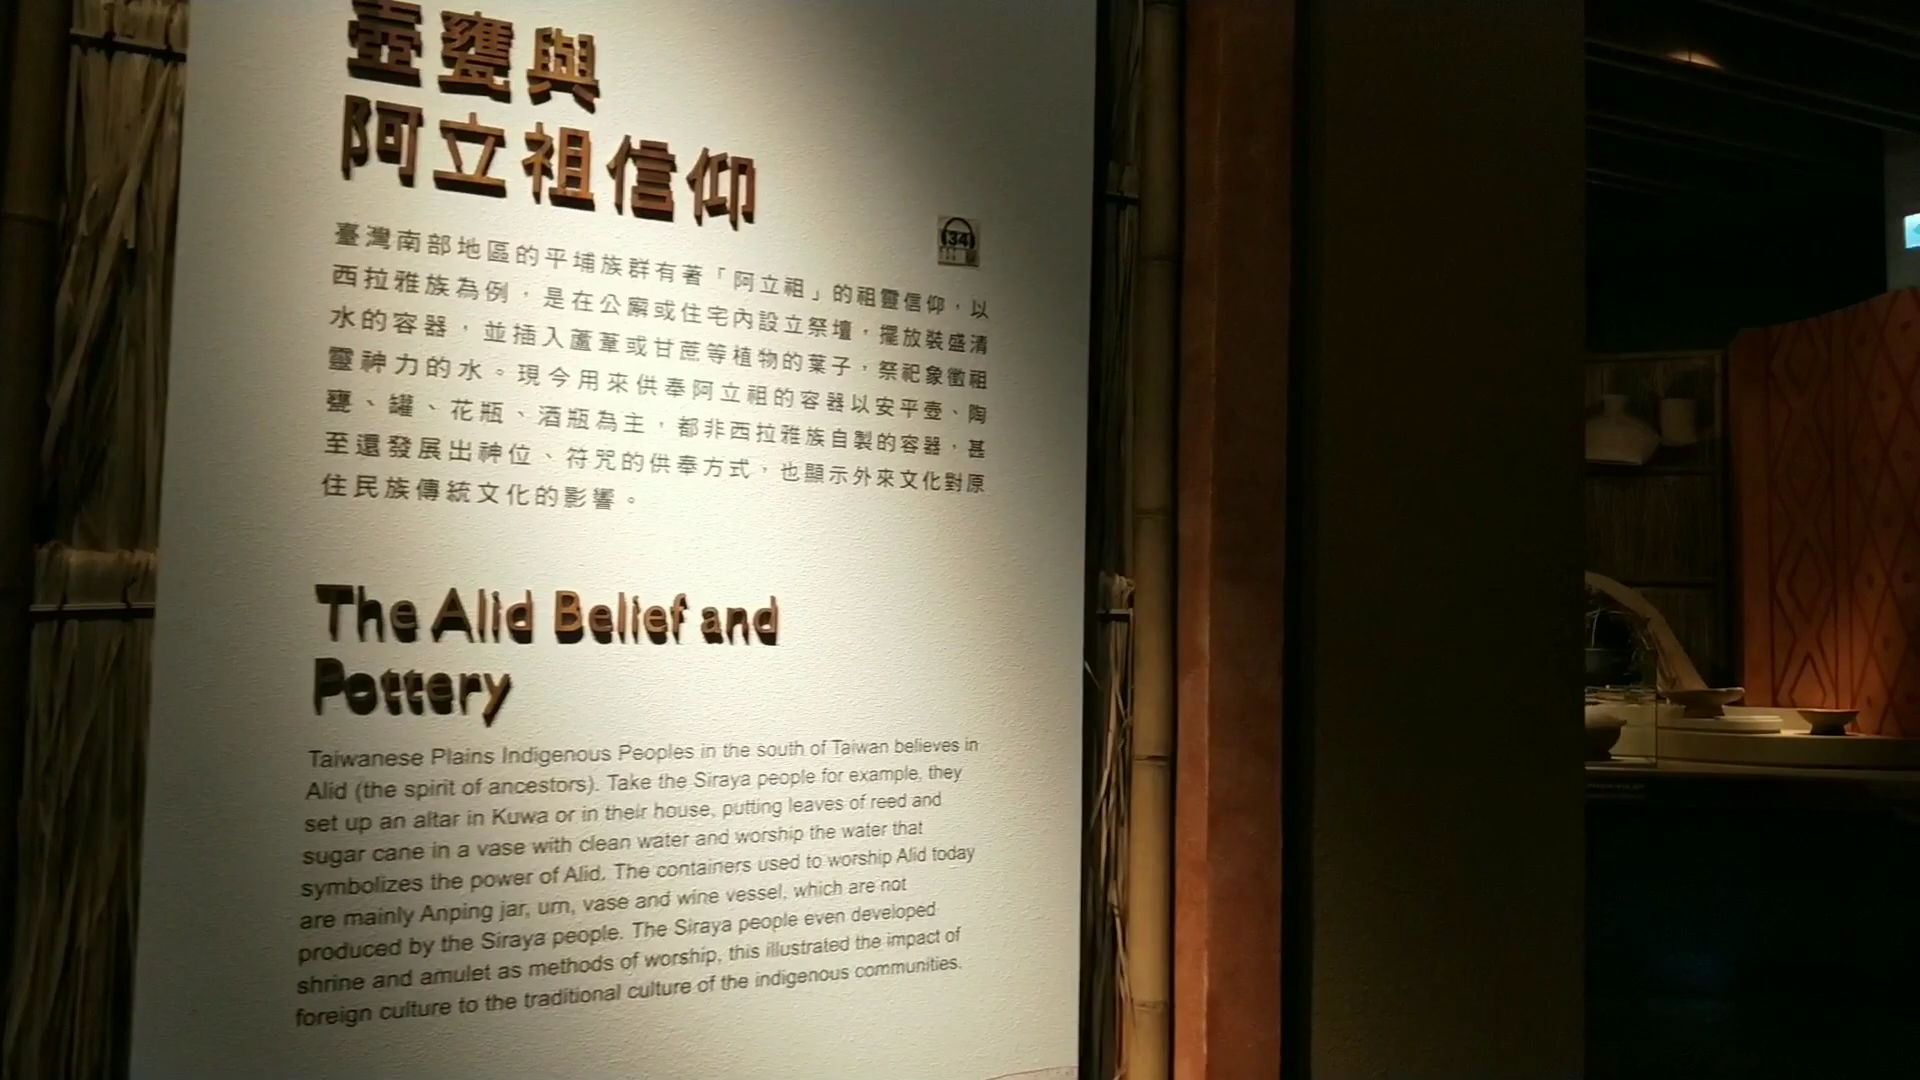 壺甕與
阿立祖信仰
34
臺灣南部地區的平埔族群有著「阿立祖」的祖靈信仰，以
西拉雅族為例，是在公廨或住宅內設立祭壇，擺放裝盛清
水的容器，並插入蘆葦或甘蔗等植物的葉子，祭祀象徵祖
靈神力的水。現今用來供奉阿立祖的容器以安平壺、陶
甕、罐、花瓶、酒瓶為主，都非西拉雅族自製的容器，甚
至還發展出神位、符咒的供奉方式，也顯示外來文化對原
住民族傳統文化的影響。
The Alid Belief and
Pottery
Taiwanese Plains Indigenous Peoples in the south of Taiwan believes in
Alid (the spirit of ancestors). Take the Siraya people for example, they
set up an altar in Kuwa or in their house, putting leaves of reed and
sugar cane in a vase with clean water and worship the water that
symbolizes the power of Alid. The containers used to worship Alid today
are mainly Anping jar, urn, vase and wine vessel, which are not
produced by the Siraya people. The Siraya people even developed
shrine and amulet as methods of worship, this illustrated the impact of
foreign culture to the traditional culture of the indigenous communities.